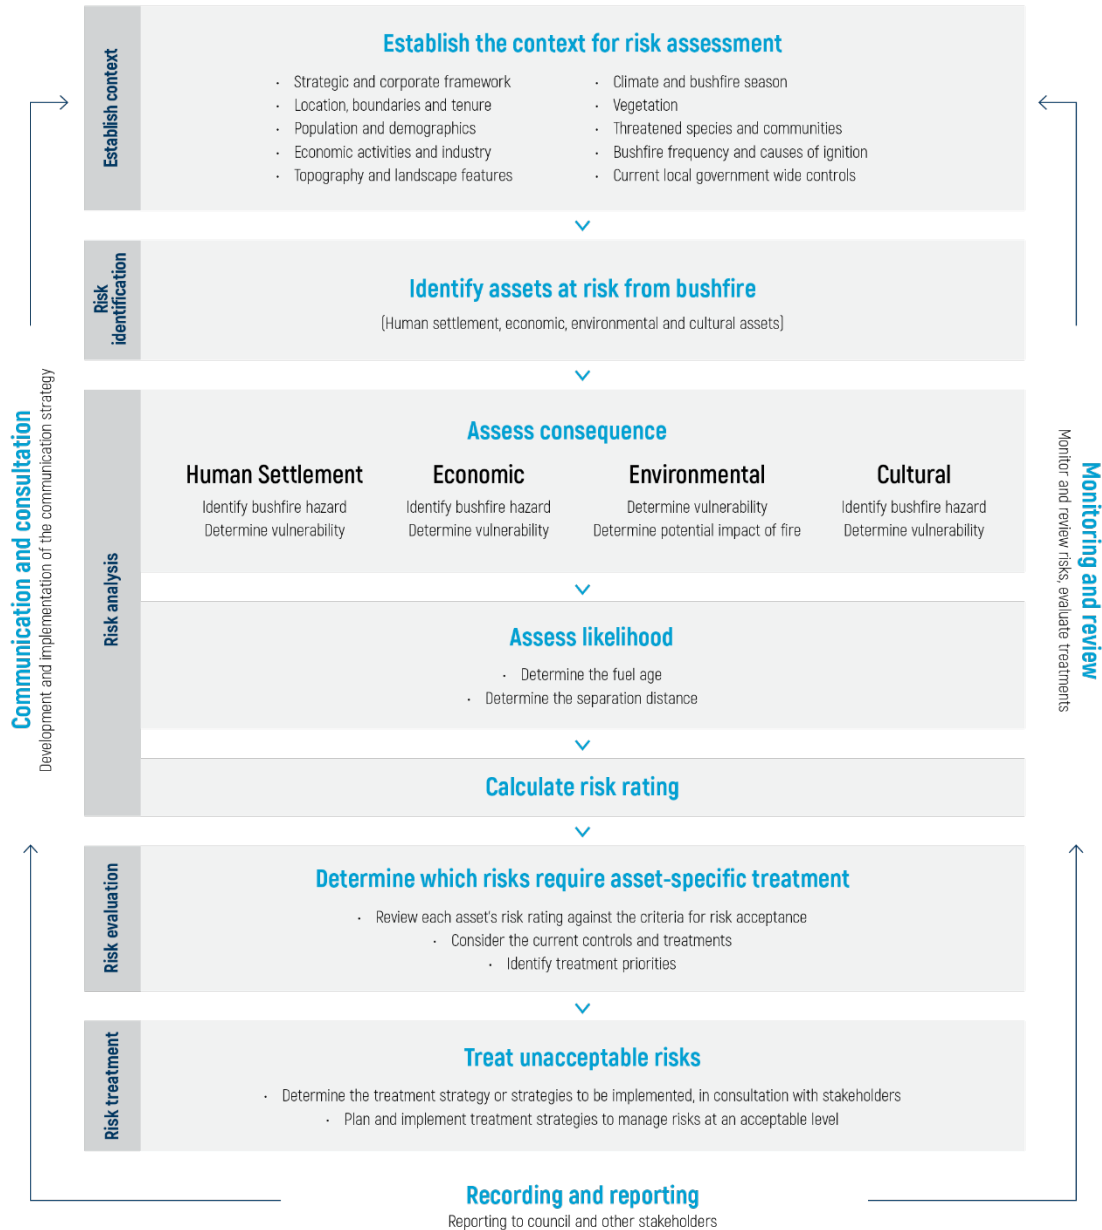 Establish context
Establish the context for risk assessment
· Strategic and corporate framework
· Location, boundaries and tenure
· Population and demographics
· Economic activities and industry
· Topography and landscape features
· Climate and bushfire season
· Vegetation
· Threatened species and communities
· Bushfire frequency and causes of ignition
· Current local government wide controls
Risk
identification
Identify assets at risk from bushfire
(Human settlement, economic, environmental and cultural assets)
Communication and consultation
Development and implementation of the communication strategy
Risk analysis
Assess consequence
Human Settlement
Identify bushfire hazard
Determine vulnerability
Economic
Identify bushfire hazard
Determine vulnerability
Environmental
Determine vulnerability
Determine potential impact of fire
Cultural
Identify bushfire hazard
Determine vulnerability
Assess likelihood
· Determine the fuel age
· Determine the separation distance
Calculate risk rating
Monitoring and review
Monitor and review risks, evaluate treatments
Risk evaluation
Determine which risks require asset-specific treatment
· Review each asset's risk rating against the criteria for risk acceptance
· Consider the current controls and treatments
· Identify treatment priorities
Risk treatment
Treat unacceptable risks
· Determine the treatment strategy or strategies to be implemented, in consultation with stakeholders
· Plan and implement treatment strategies to manage risks at an acceptable level
Recording and reporting
Reporting to council and other stakeholders